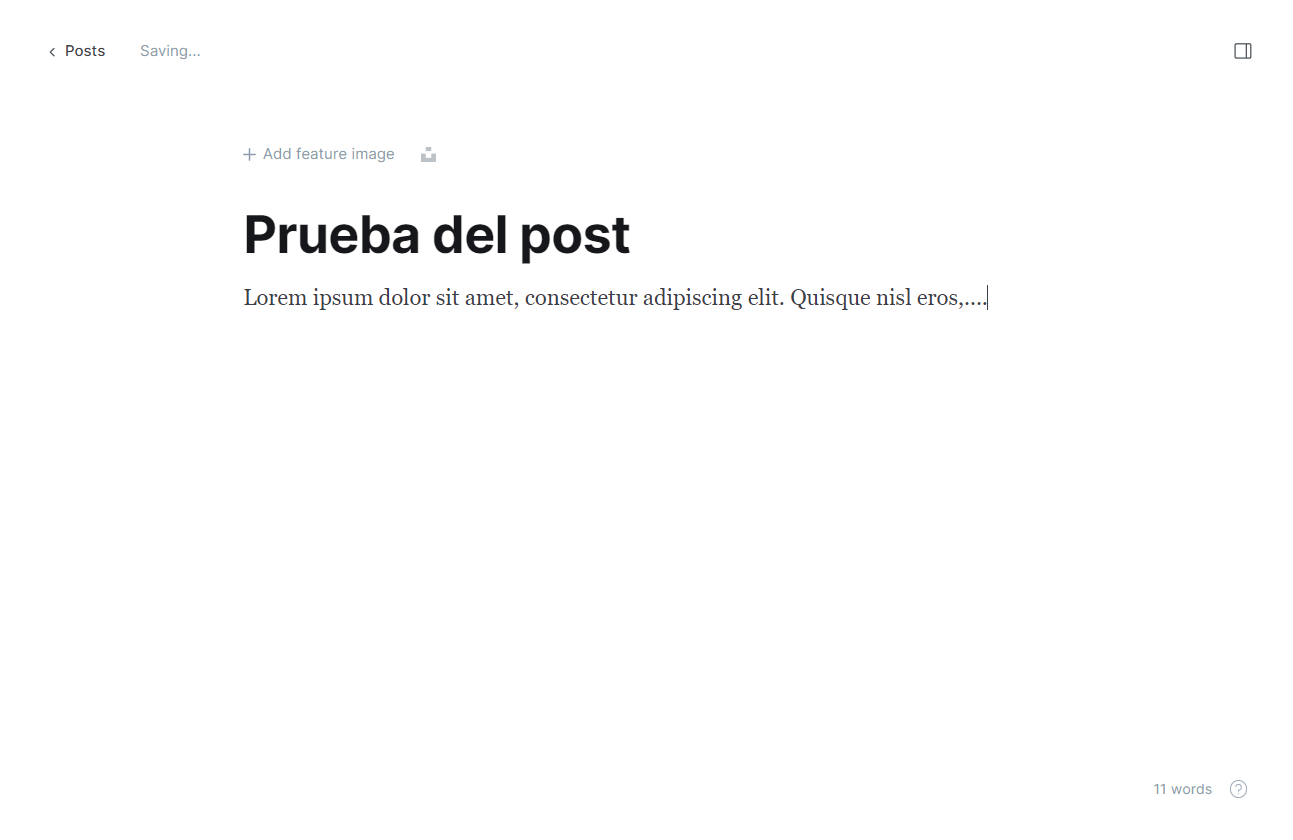 Posts
Saving...
Add feature image
Prueba del post
Lorem ipsum dolor sit amet, consectetur adipiscing elit. Quisque nisl eros,....
11 words
?